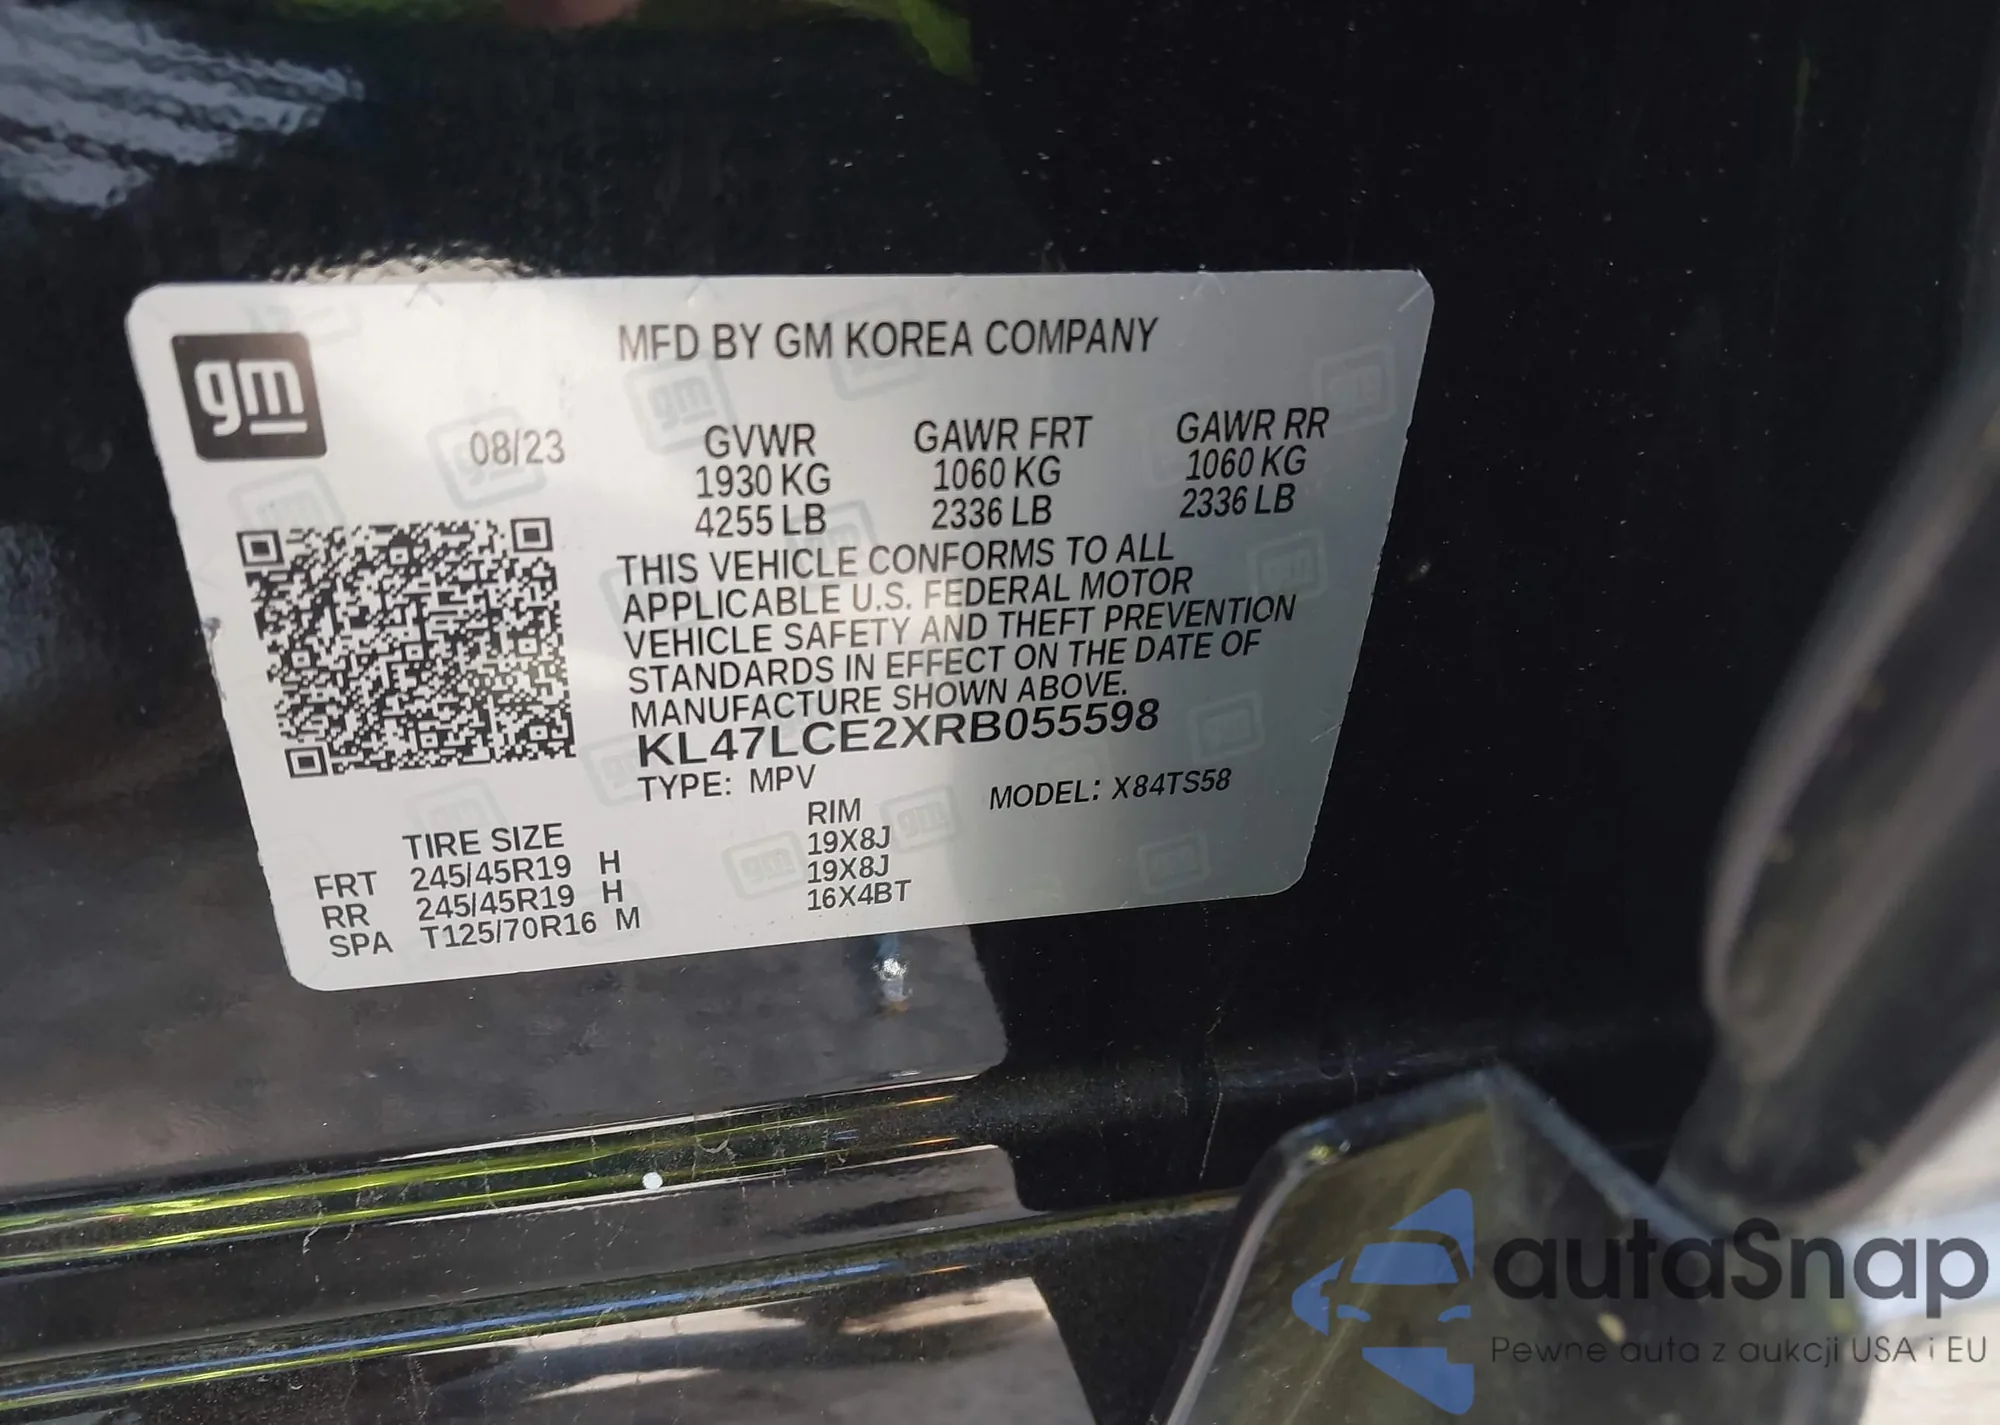 gm
MFD BY GM KOREA COMPANY
08/23 GVWR GAWR FRT GAWR RR
1930 KG 1060 KG 1060 KG
4255 LB 2336 LB 2336 LB
THIS VEHICLE CONFORMS TO ALL
APPLICABLE U.S. FEDERAL MOTOR
VEHICLE SAFETY AND THEFT PREVENTION
STANDARDS IN EFFECT ON THE DATE OF
MANUFACTURE SHOWN ABOVE.
KL47LCE2XRB055598
TYPE: MPV MODEL: X84TS58
TIRE SIZE RIM
FRT 245/45R19 H 19X8J
RR 245/45R19 H 19X8J
SPA T125/70R16 M 16X4BT
autaSnap
Pewne auta z aukcji USA i EU